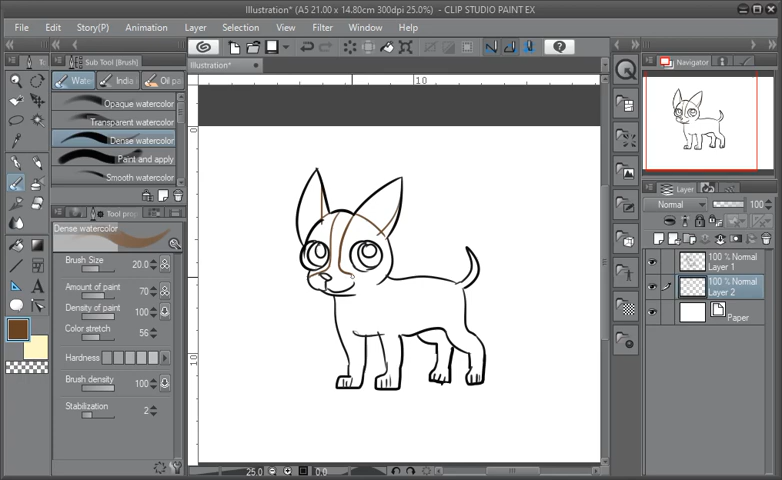 Illustration* (A5 21.00 x 14.80cm 300dpi 25.0%) - CLIP STUDIO PAINT EX
File Edit Story(P) Animation Layer Selection View Filter Window Help
Sub Tool [Brush]
Illustration*
Navigator
Wate India Oil pa
10
Opaque watercolor
Transparent watercolor
Dense watercolor
Paint and apply
Smooth watercolor
0
Layer
Normal 100
Tool prop
Dense watercolor
Brush Size 20.0
Amount of paint 70
Density of paint 100
Color stretch 56
Hardness
Brush density 100
Stabilization 2
100 % Normal
Layer 1
100 % Normal
Layer 2
Paper
10
25.0 0.0